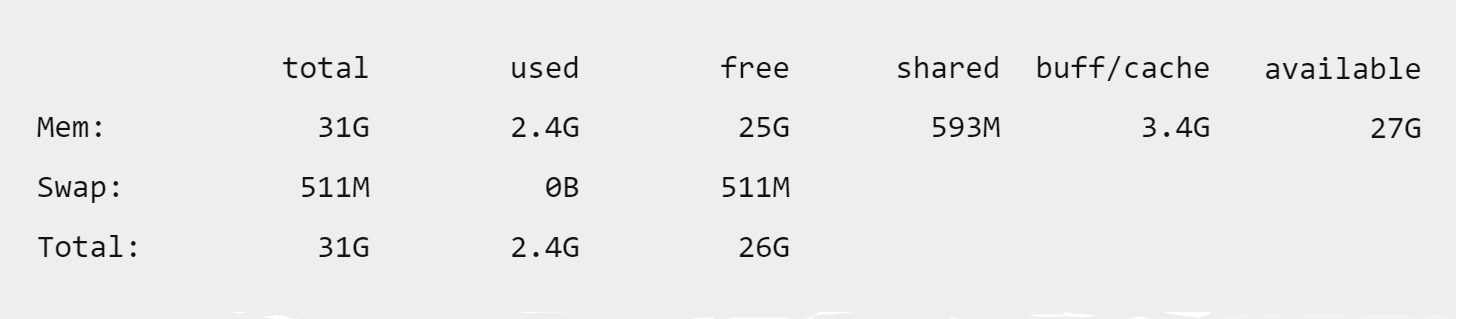 total used free shared buff/cache available
Mem: 31G 2.4G 25G 593M 3.4G 27G
Swap: 511M 0B 511M
Total: 31G 2.4G 26G